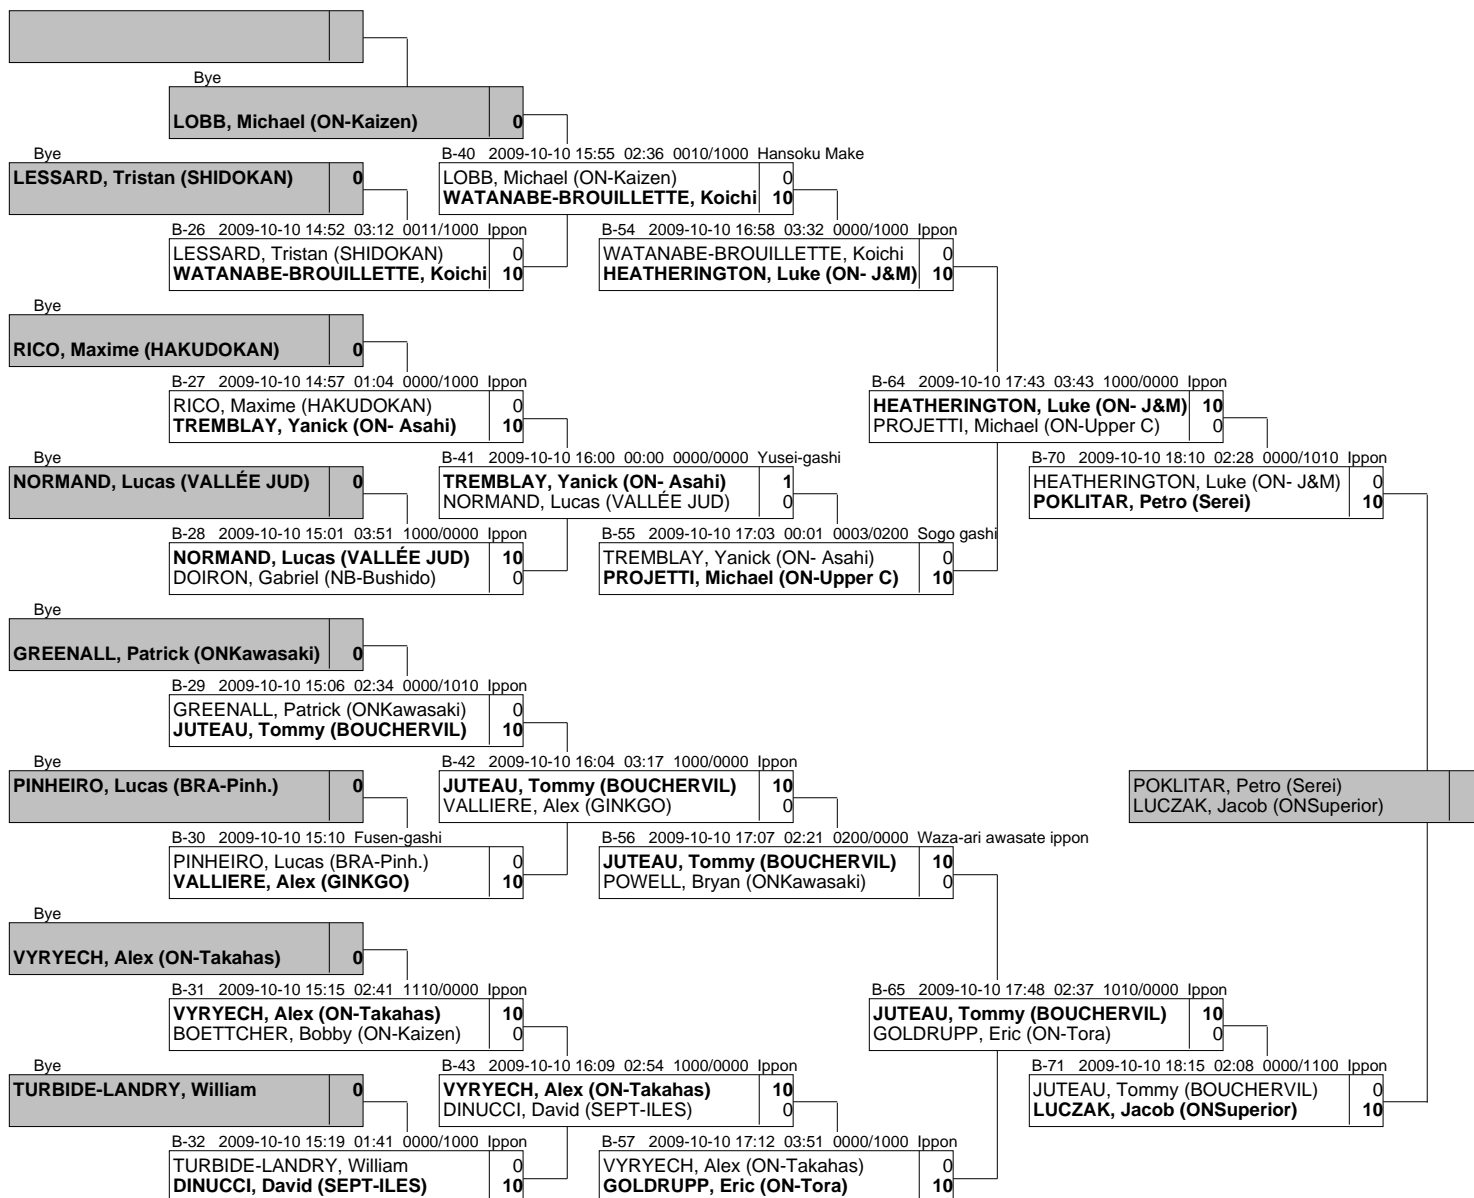 Bye
LOBB, Michael (ON-Kaizen) 0
Bye
LESSARD, Tristan (SHIDOKAN) 0
B-40 2009-10-10 15:55 02:36 0010/1000 Hansoku Make
LOBB, Michael (ON-Kaizen) 0
WATANABE-BROUILLETTE, Koichi 10
B-26 2009-10-10 14:52 03:12 0011/1000 Ippon
LESSARD, Tristan (SHIDOKAN) 0
WATANABE-BROUILLETTE, Koichi 10
B-54 2009-10-10 16:58 03:32 0000/1000 Ippon
WATANABE-BROUILLETTE, Koichi 0
HEATHERINGTON, Luke (ON- J&M) 10
Bye
RICO, Maxime (HAKUDOKAN) 0
B-27 2009-10-10 14:57 01:04 0000/1000 Ippon
RICO, Maxime (HAKUDOKAN) 0
TREMBLAY, Yanick (ON- Asahi) 10
B-64 2009-10-10 17:43 03:43 1000/0000 Ippon
HEATHERINGTON, Luke (ON- J&M) 10
PROJETTI, Michael (ON-Upper C) 0
Bye
NORMAND, Lucas (VALLÉE JUD) 0
B-41 2009-10-10 16:00 00:00 0000/0000 Yusei-gashi
TREMBLAY, Yanick (ON- Asahi) 1
NORMAND, Lucas (VALLÉE JUD) 0
B-70 2009-10-10 18:10 02:28 0000/1010 Ippon
HEATHERINGTON, Luke (ON- J&M) 0
POKLITAR, Petro (Serei) 10
B-28 2009-10-10 15:01 03:51 1000/0000 Ippon
NORMAND, Lucas (VALLÉE JUD) 10
DOIRON, Gabriel (NB-Bushido) 0
B-55 2009-10-10 17:03 00:01 0003/0200 Sogo gashi
TREMBLAY, Yanick (ON- Asahi) 0
PROJETTI, Michael (ON-Upper C) 10
Bye
GREENALL, Patrick (ONKawasaki) 0
B-29 2009-10-10 15:06 02:34 0000/1010 Ippon
GREENALL, Patrick (ONKawasaki) 0
JUTEAU, Tommy (BOUCHERVIL) 10
Bye
PINHEIRO, Lucas (BRA-Pinh.) 0
B-42 2009-10-10 16:04 03:17 1000/0000 Ippon
JUTEAU, Tommy (BOUCHERVIL) 10
VALLIERE, Alex (GINKGO) 0
POKLITAR, Petro (Serei)
LUCZAK, Jacob (ONSuperior)
B-30 2009-10-10 15:10 Fusen-gashi
PINHEIRO, Lucas (BRA-Pinh.) 0
VALLIERE, Alex (GINKGO) 10
B-56 2009-10-10 17:07 02:21 0200/0000 Waza-ari awasate ippon
JUTEAU, Tommy (BOUCHERVIL) 10
POWELL, Bryan (ONKawasaki) 0
Bye
VYRYECH, Alex (ON-Takahas) 0
B-31 2009-10-10 15:15 02:41 1110/0000 Ippon
VYRYECH, Alex (ON-Takahas) 10
BOETTCHER, Bobby (ON-Kaizen) 0
B-65 2009-10-10 17:48 02:37 1010/0000 Ippon
JUTEAU, Tommy (BOUCHERVIL) 10
GOLDRUPP, Eric (ON-Tora) 0
Bye
TURBIDE-LANDRY, William 0
B-43 2009-10-10 16:09 02:54 1000/0000 Ippon
VYRYECH, Alex (ON-Takahas) 10
DINUCCI, David (SEPT-ILES) 0
B-71 2009-10-10 18:15 02:08 0000/1100 Ippon
JUTEAU, Tommy (BOUCHERVIL) 0
LUCZAK, Jacob (ONSuperior) 10
B-32 2009-10-10 15:19 01:41 0000/1000 Ippon
TURBIDE-LANDRY, William 0
DINUCCI, David (SEPT-ILES) 10
B-57 2009-10-10 17:12 03:51 0000/1000 Ippon
VYRYECH, Alex (ON-Takahas) 0
GOLDRUPP, Eric (ON-Tora) 10